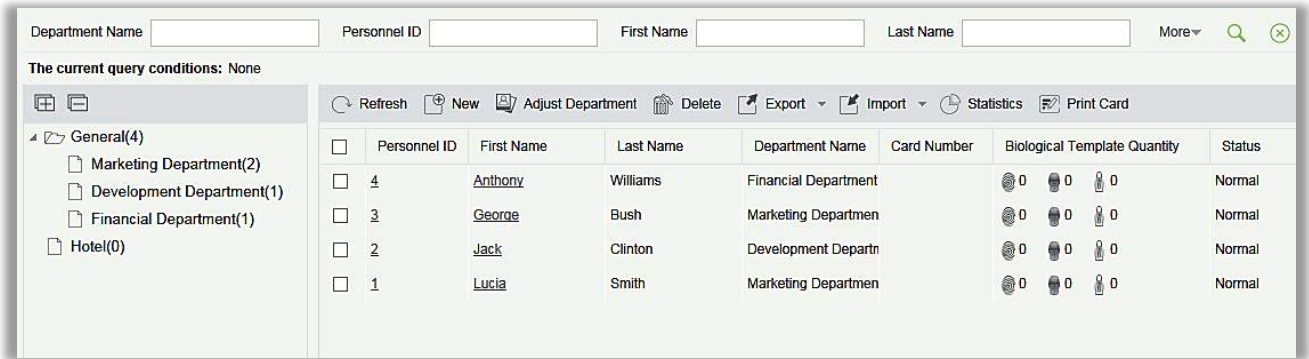 Department Name Personnel ID First Name Last Name More
The current query conditions: None
Refresh New Adjust Department Delete Export Import Statistics Print Card
General(4)
Marketing Department(2)
Development Department(1)
Financial Department(1)
Hotel(0)
Personnel ID First Name Last Name Department Name Card Number Biological Template Quantity Status
4 Anthony Williams Financial Department 0 0 0 Normal
3 George Bush Marketing Departmen 0 0 0 Normal
2 Jack Clinton Development Departn 0 0 0 Normal
1 Lucia Smith Marketing Departmen 0 0 0 Normal